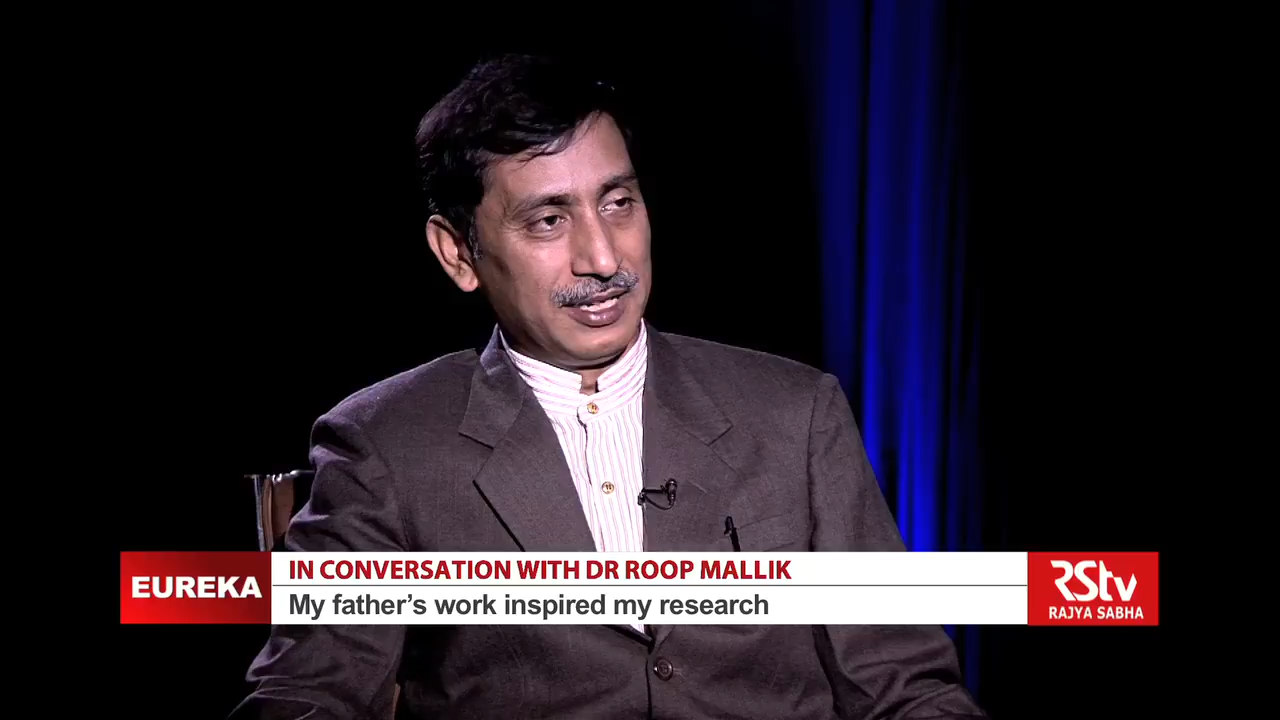 EUREKA
IN CONVERSATION WITH DR ROOP MALLIK
My father's work inspired my research
RStv
RAJYA SABHA